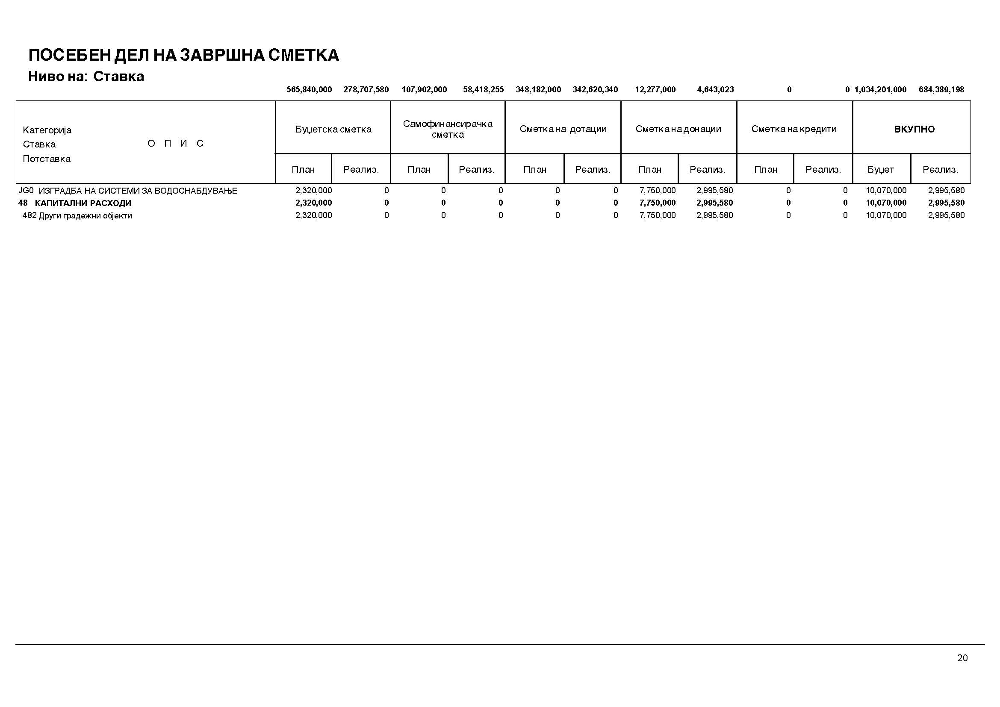 ПОСЕБЕН ДЕЛ НА ЗАВРШНА СМЕТКА
Ниво на: Ставка
565,840,000 278,707,580 107,902,000 58,418,255 348,182,000 342,620,340 12,277,000 4,643,023 0 0 1,034,201,000 684,389,198
Категорија
Ставка
Потставка
О П И С
Буџетска сметка
Самофинансирачка
сметка
Сметка на дотации
Сметка на донации
Сметка на кредити
ВКУПНО
План Реализ. План Реализ. План Реализ. План Реализ. План Реализ. Буџет Реализ.
JG0 ИЗГРАДБА НА СИСТЕМИ ЗА ВОДОСНАБДУВАЊЕ 2,320,000 0 0 0 0 0 7,750,000 2,995,580 0 0 10,070,000 2,995,580
48 КАПИТАЛНИ РАСХОДИ 2,320,000 0 0 0 0 0 7,750,000 2,995,580 0 0 10,070,000 2,995,580
482 Други градежни објекти 2,320,000 0 0 0 0 0 7,750,000 2,995,580 0 0 10,070,000 2,995,580
20